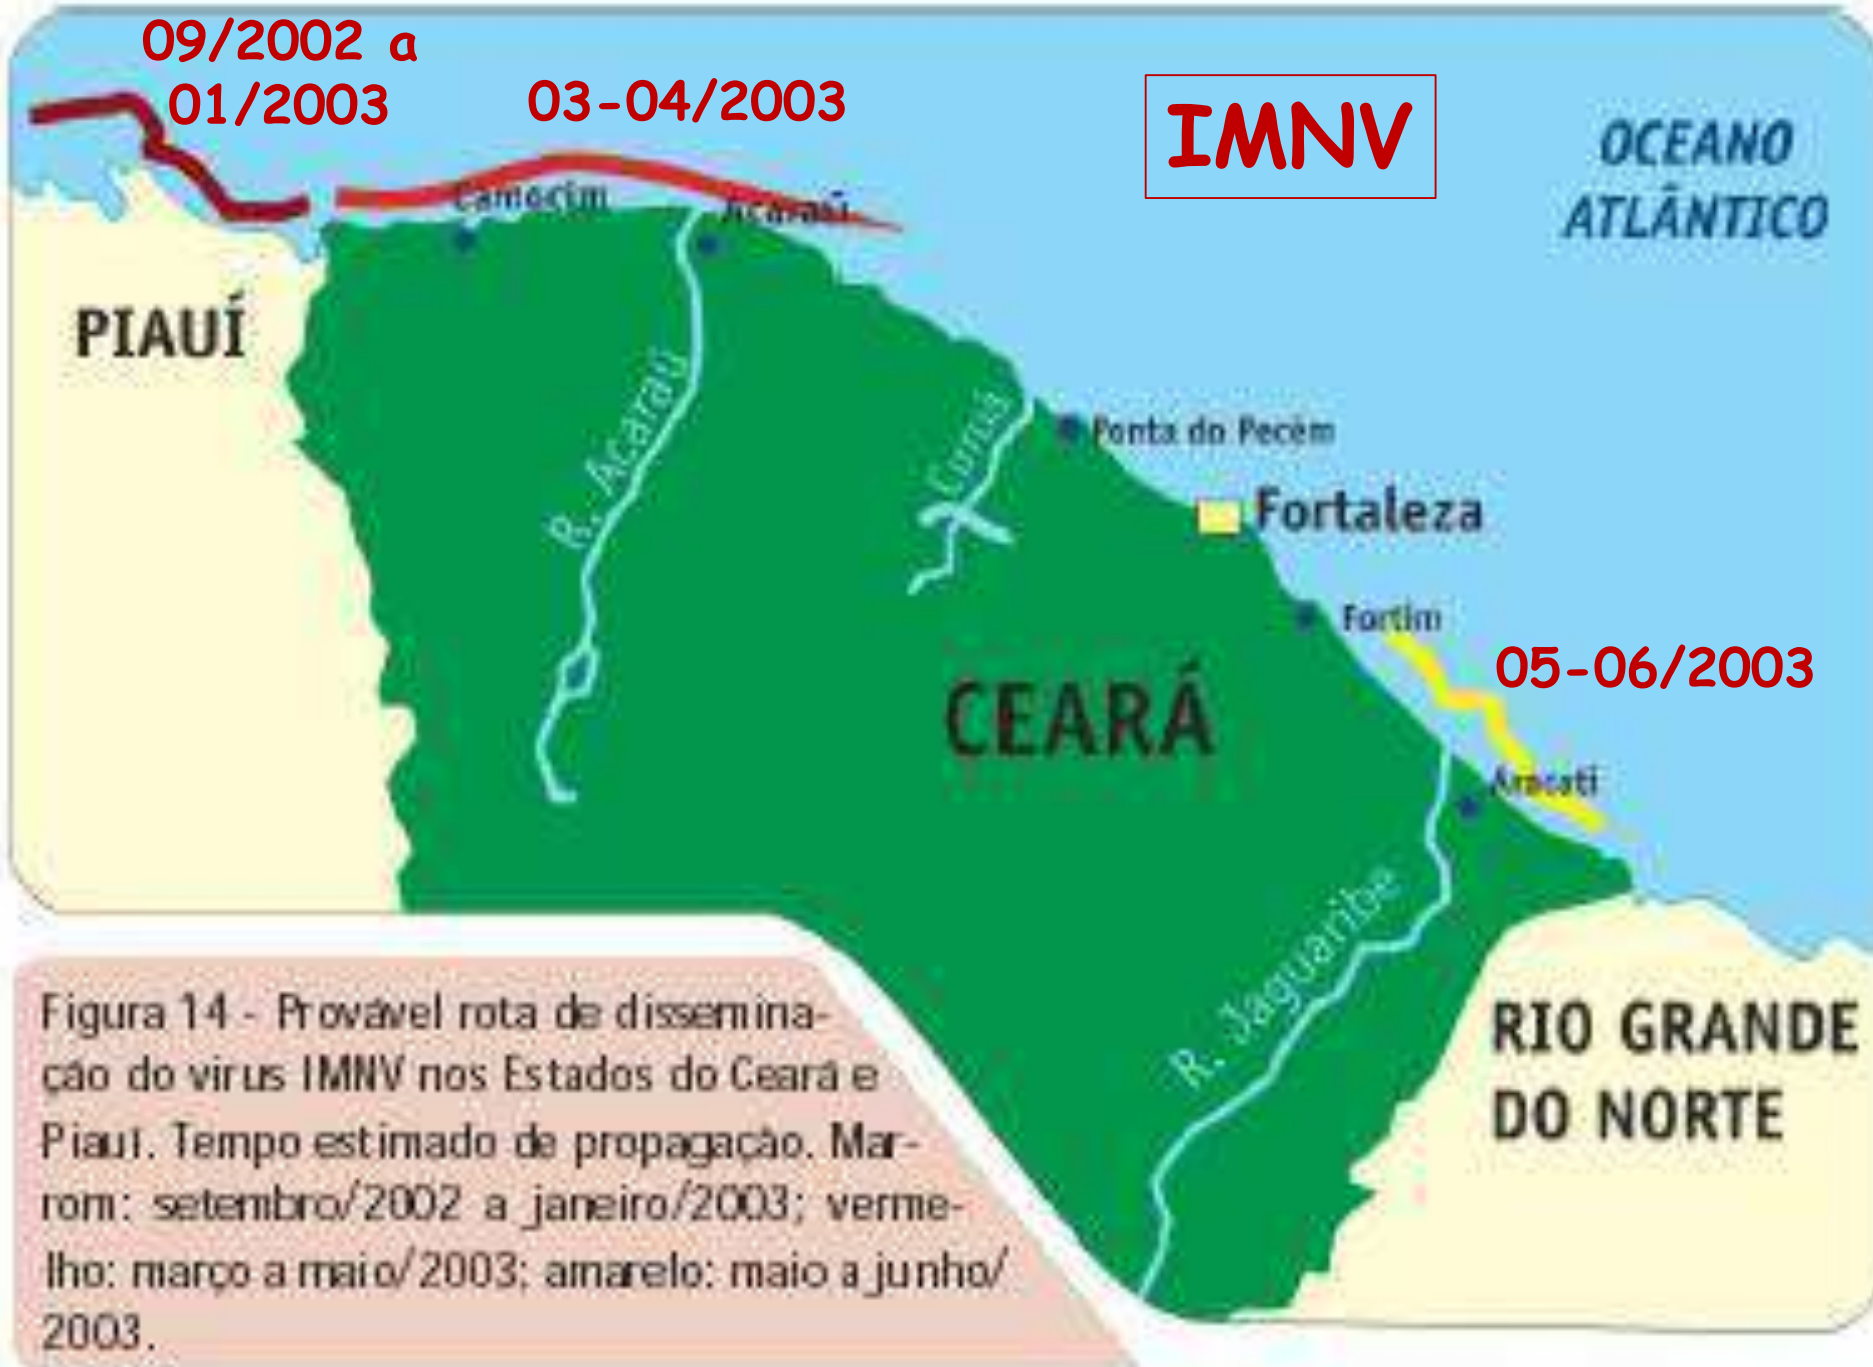 09/2002 a
01/2003
03-04/2003
IMNV
OCEANO
ATLÂNTICO
Camocim
Acaraú
PIAUÍ
R. Acaraú
Curuá
Ponta do Pecém
Fortaleza
Fortim
05-06/2003
CEARÁ
Aracati
R. Jaguaribe
RIO GRANDE
DO NORTE
Figura 14 - Provável rota de dissemina-
ção do vírus IMNV nos Estados do Ceará e
Piauí. Tempo estimado de propagação. Mar-
rom: setembro/2002 a janeiro/2003; verme-
lho: março a maio/2003; amarelo: maio a junho/
2003.